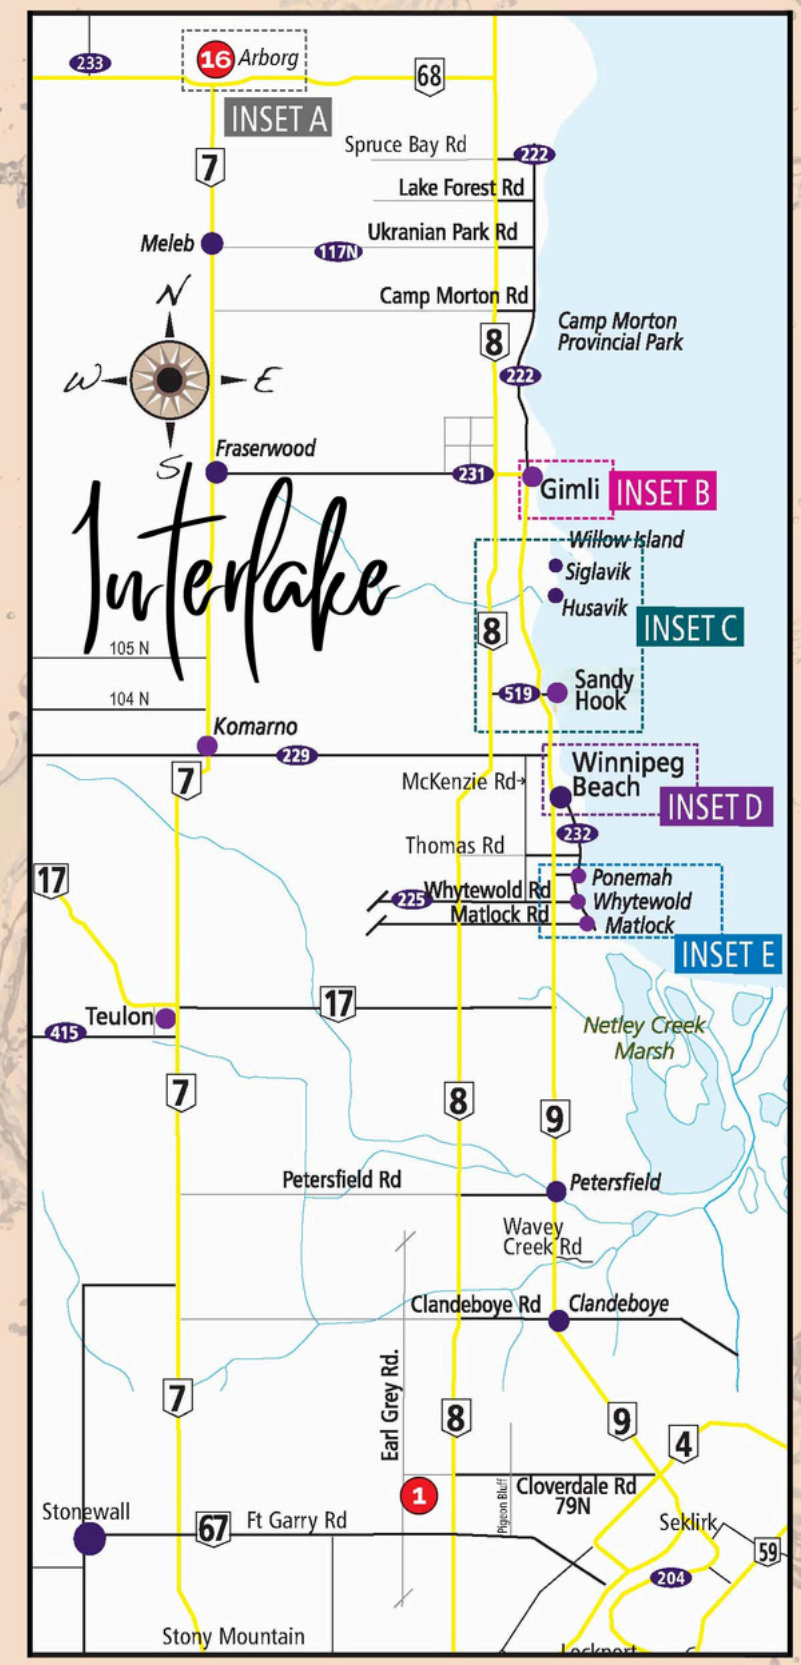 233
16 Arborg
68
INSET A
Spruce Bay Rd
222
7
Lake Forest Rd
Ukranian Park Rd
Meleb
117N
N
Camp Morton Rd
Camp Morton
Provincial Park
8
W E
222
S
Fraserwood
231
Gimli
INSET B
Interlake
Willow Island
Siglavik
Husavik
8
INSET C
105 N
519
Sandy
Hook
104 N
Komarno
229
7
McKenzie Rd
Winnipeg
Beach
INSET D
232
Thomas Rd
17
Ponemah
225
Whytewold Rd
Whytewold
Matlock Rd
Matlock
INSET E
17
Teulon
415
Netley Creek
Marsh
7
8
9
Petersfield Rd
Petersfield
Wavey
Creek Rd
Clandeboye Rd
Clandeboye
Earl Grey Rd.
7
8
9
4
1
Pigeon Bluff
Cloverdale Rd
79N
Stonewall
67
Ft Garry Rd
Seklirk
59
204
Stony Mountain
Lockport